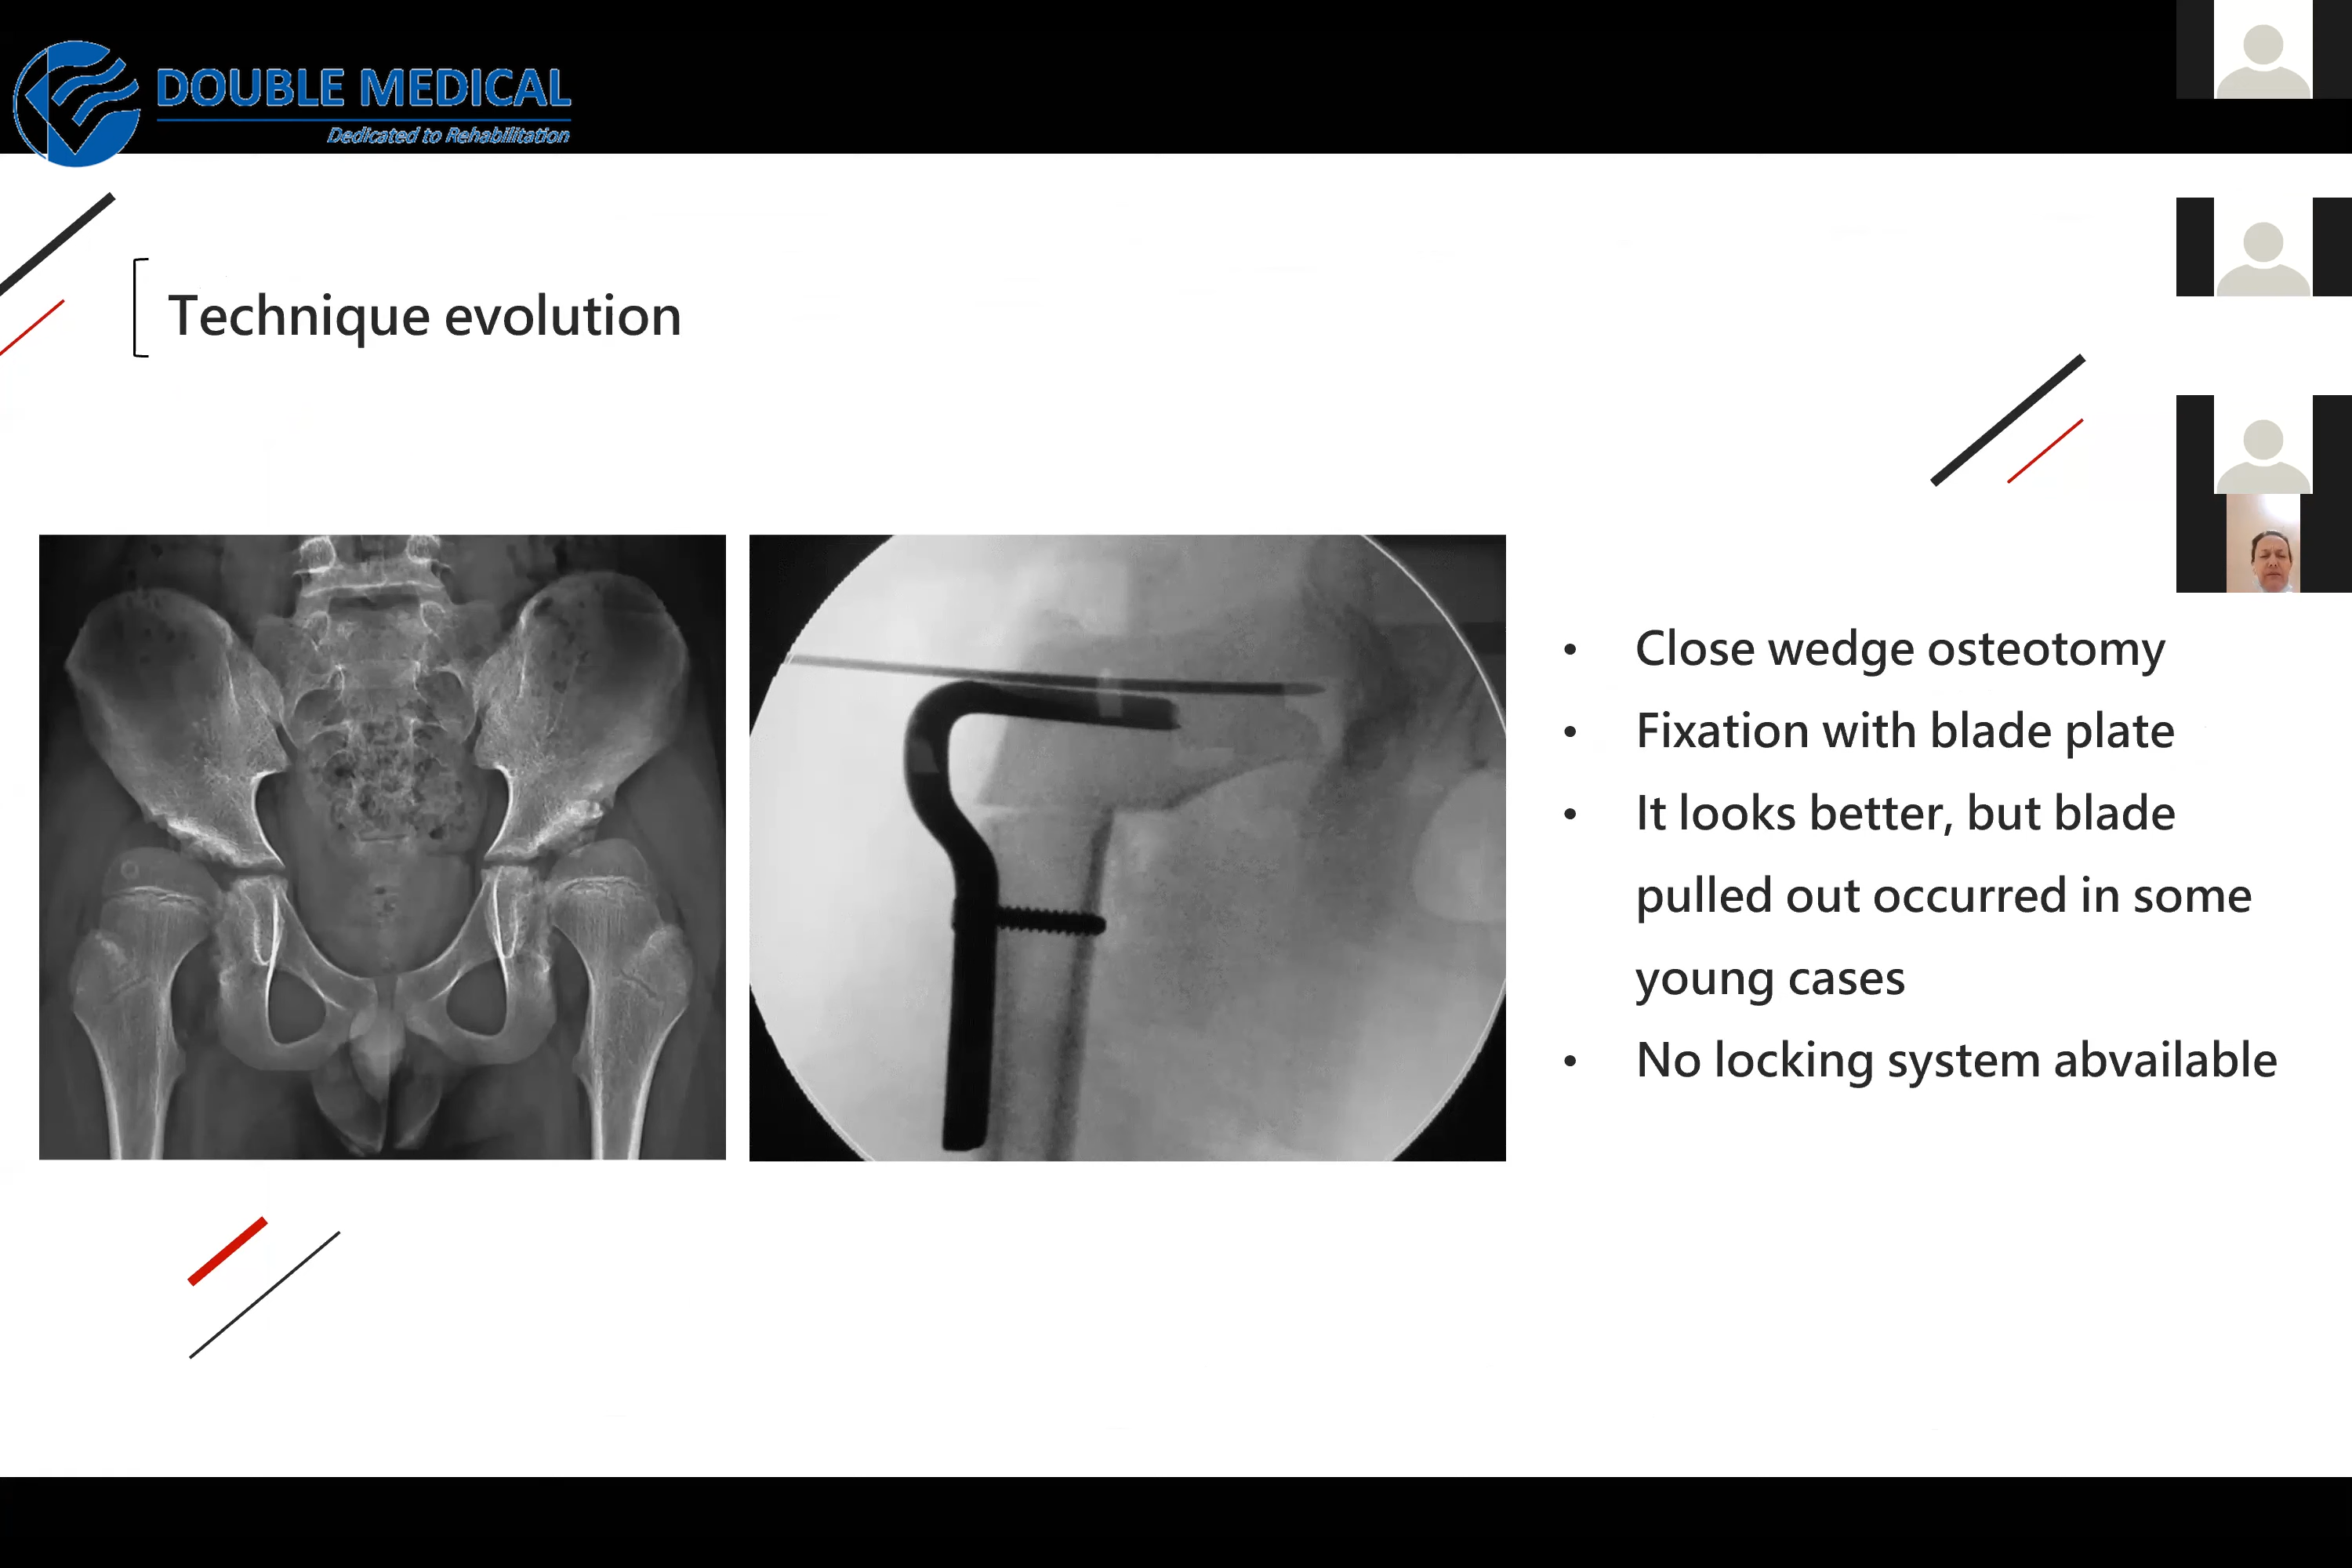 DOUBLE MEDICAL
Dedicated to Rehabilitation
Technique evolution
• Close wedge osteotomy
• Fixation with blade plate
• It looks better, but blade
pulled out occurred in some
young cases
• No locking system abvailable